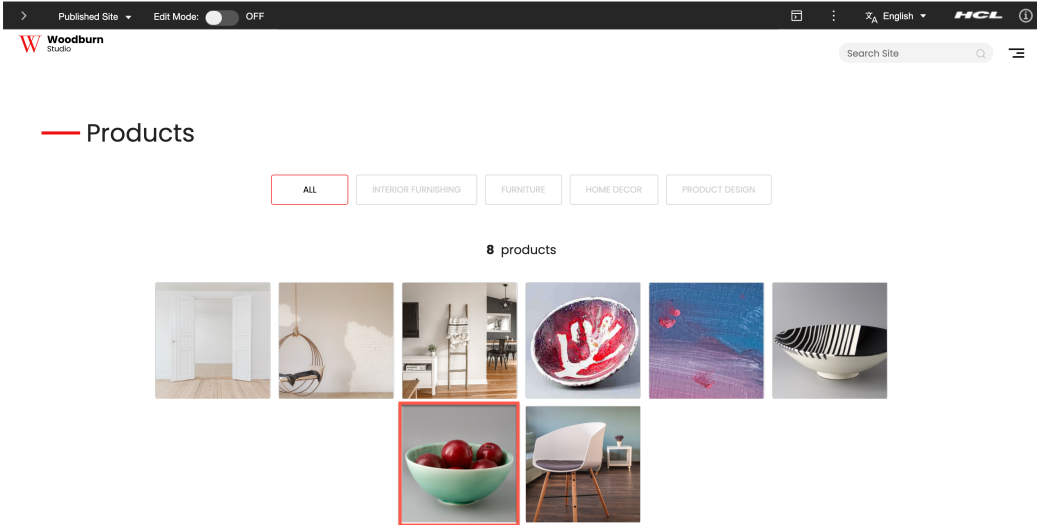 Published Site Edit Mode: OFF English HCL
W Woodburn
Studio
Search Site
Products
ALL INTERIOR FURNISHING FURNITURE HOME DECOR PRODUCT DESIGN
8 products